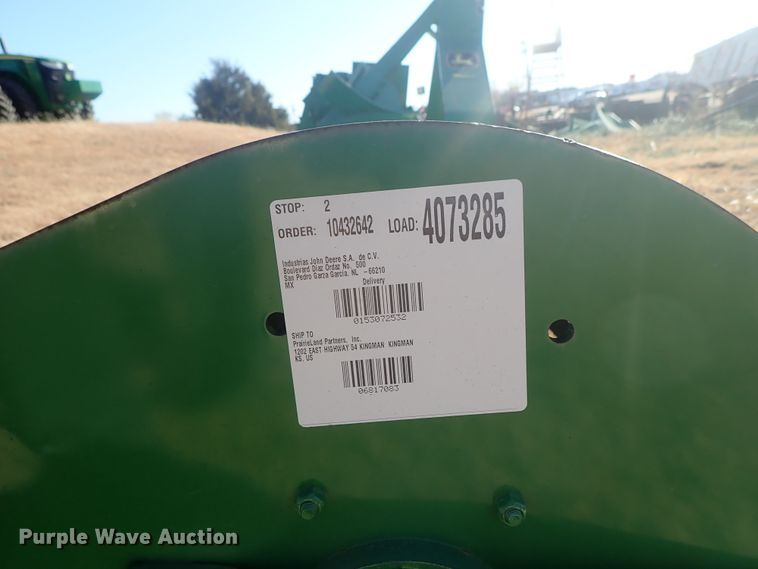 STOP: 2
ORDER: 10432642 LOAD: 4073285
Industrias John Deere S.A. de C.V.
Boulevard Diaz Ordaz No. 500
San Pedro Garza Garcia, NL -66210
MX
Delivery
0153072532
SHIP TO
PrairieLand Partners, Inc.
1202 EAST HIGHWAY 54 KINGMAN KINGMAN
KS, US
06817083
Purple Wave Auction